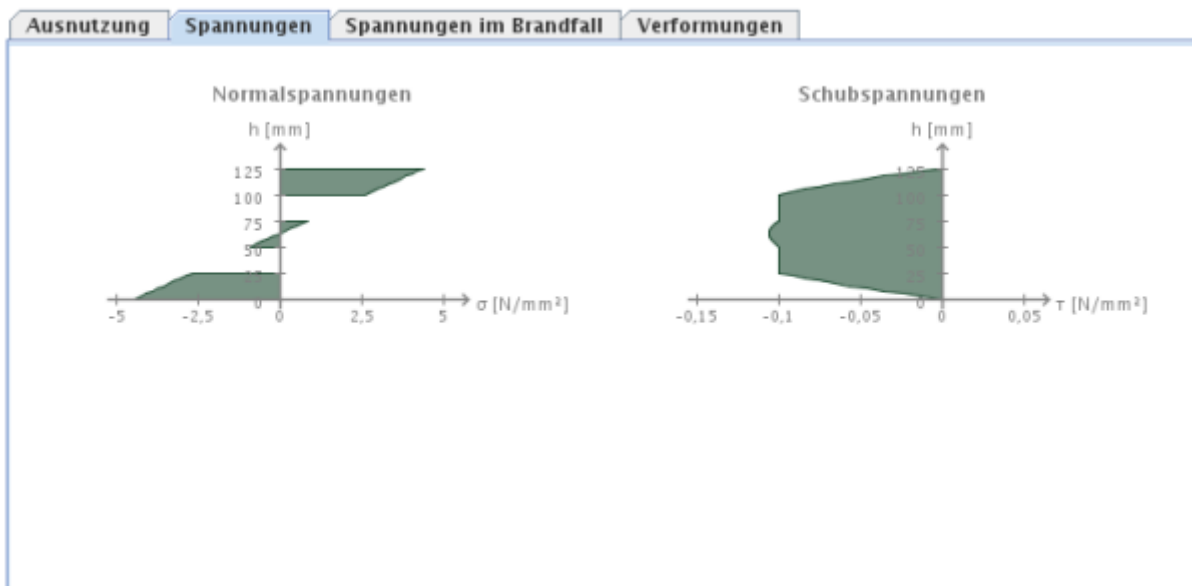 Ausnutzung Spannungen Spannungen im Brandfall Verformungen
Normalspannungen
h [mm]
125
100
75
50
25
0
-5 -2,5 0 2,5 5 σ [N/mm²]
Schubspannungen
h [mm]
125
100
75
50
25
0
-0,15 -0,1 -0,05 0 0,05 τ [N/mm²]